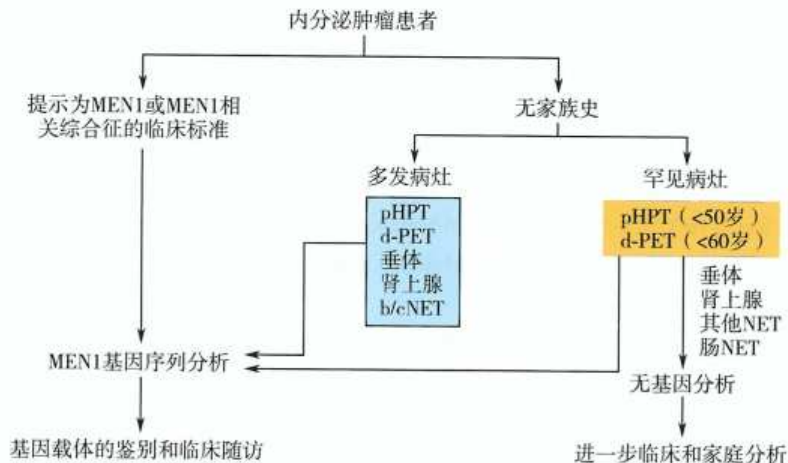 内分泌肿瘤患者
提示为MEN1或MEN1相
关综合征的临床标准
无家族史
多发病灶
罕见病灶
pHPT
d-PET
垂体
肾上腺
b/cNET
pHPT（<50岁）
d-PET（<60岁）
垂体
肾上腺
其他NET
肠NET
MEN1基因序列分析
无基因分析
基因载体的鉴别和临床随访
进一步临床和家庭分析